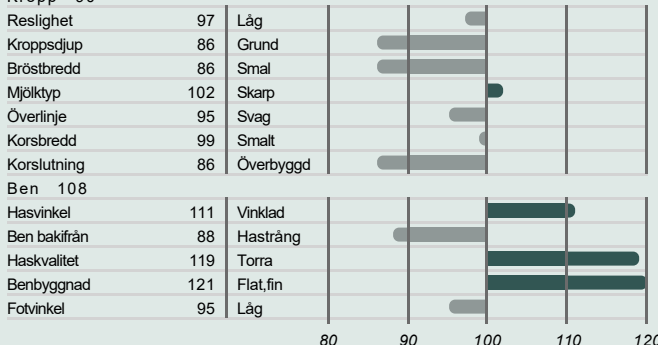 Reslighet 97 Låg
Kroppsdjup 86 Grund
Bröstbredd 86 Smal
Mjölktyp 102 Skarp
Överlinje 95 Svag
Korsbredd 99 Smalt
Korslutning 86 Överbyggd
Ben 108
Hasvinkel 111 Vinklad
Ben bakifrån 88 Hastrång
Haskvalitet 119 Torra
Benbyggnad 121 Flat,fin
Fotvinkel 95 Låg
80 90 100 110 120